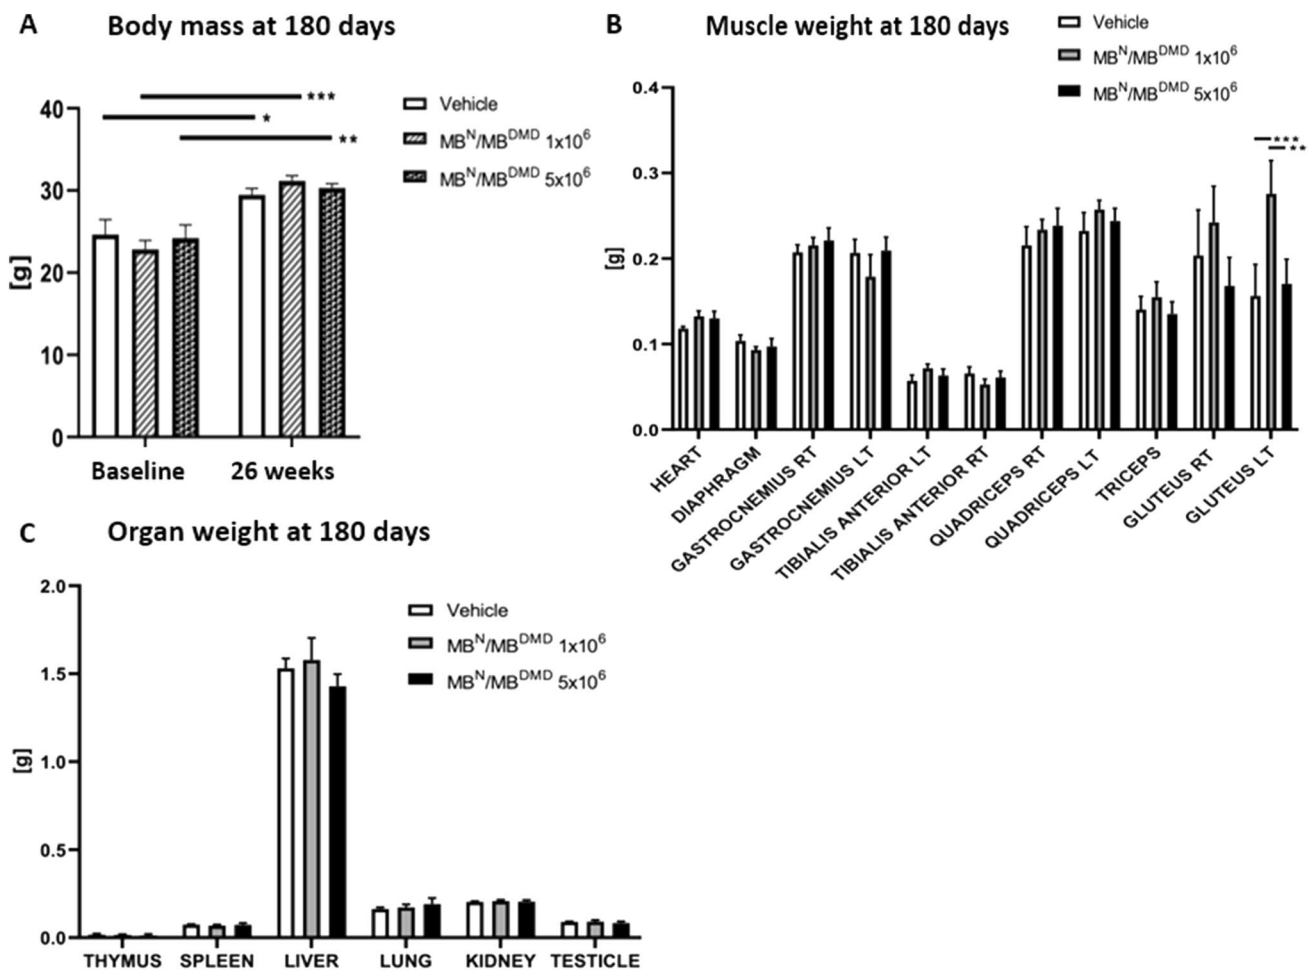 A
Body mass at 180 days
***
*
**
Vehicle
MBᴺ/MBᴰᴹᴰ 1x10⁶
MBᴺ/MBᴰᴹᴰ 5x10⁶
[g]
40
30
20
10
0
Baseline
26 weeks
B
Muscle weight at 180 days
Vehicle
MBᴺ/MBᴰᴹᴰ 1x10⁶
MBᴺ/MBᴰᴹᴰ 5x10⁶
***
**
[g]
0.4
0.3
0.2
0.1
0.0
HEART
DIAPHRAGM
GASTROCNEMIUS RT
GASTROCNEMIUS LT
TIBIALIS ANTERIOR LT
TIBIALIS ANTERIOR RT
QUADRICEPS RT
QUADRICEPS LT
TRICEPS
GLUTEUS RT
GLUTEUS LT
C
Organ weight at 180 days
Vehicle
MBᴺ/MBᴰᴹᴰ 1x10⁶
MBᴺ/MBᴰᴹᴰ 5x10⁶
[g]
2.0
1.5
1.0
0.5
0.0
THYMUS
SPLEEN
LIVER
LUNG
KIDNEY
TESTICLE